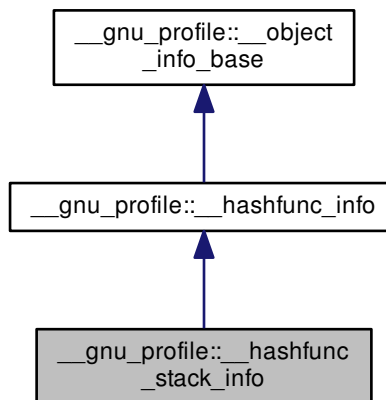 __gnu_profile::__object
_info_base
__gnu_profile::__hashfunc_info
__gnu_profile::__hashfunc
_stack_info